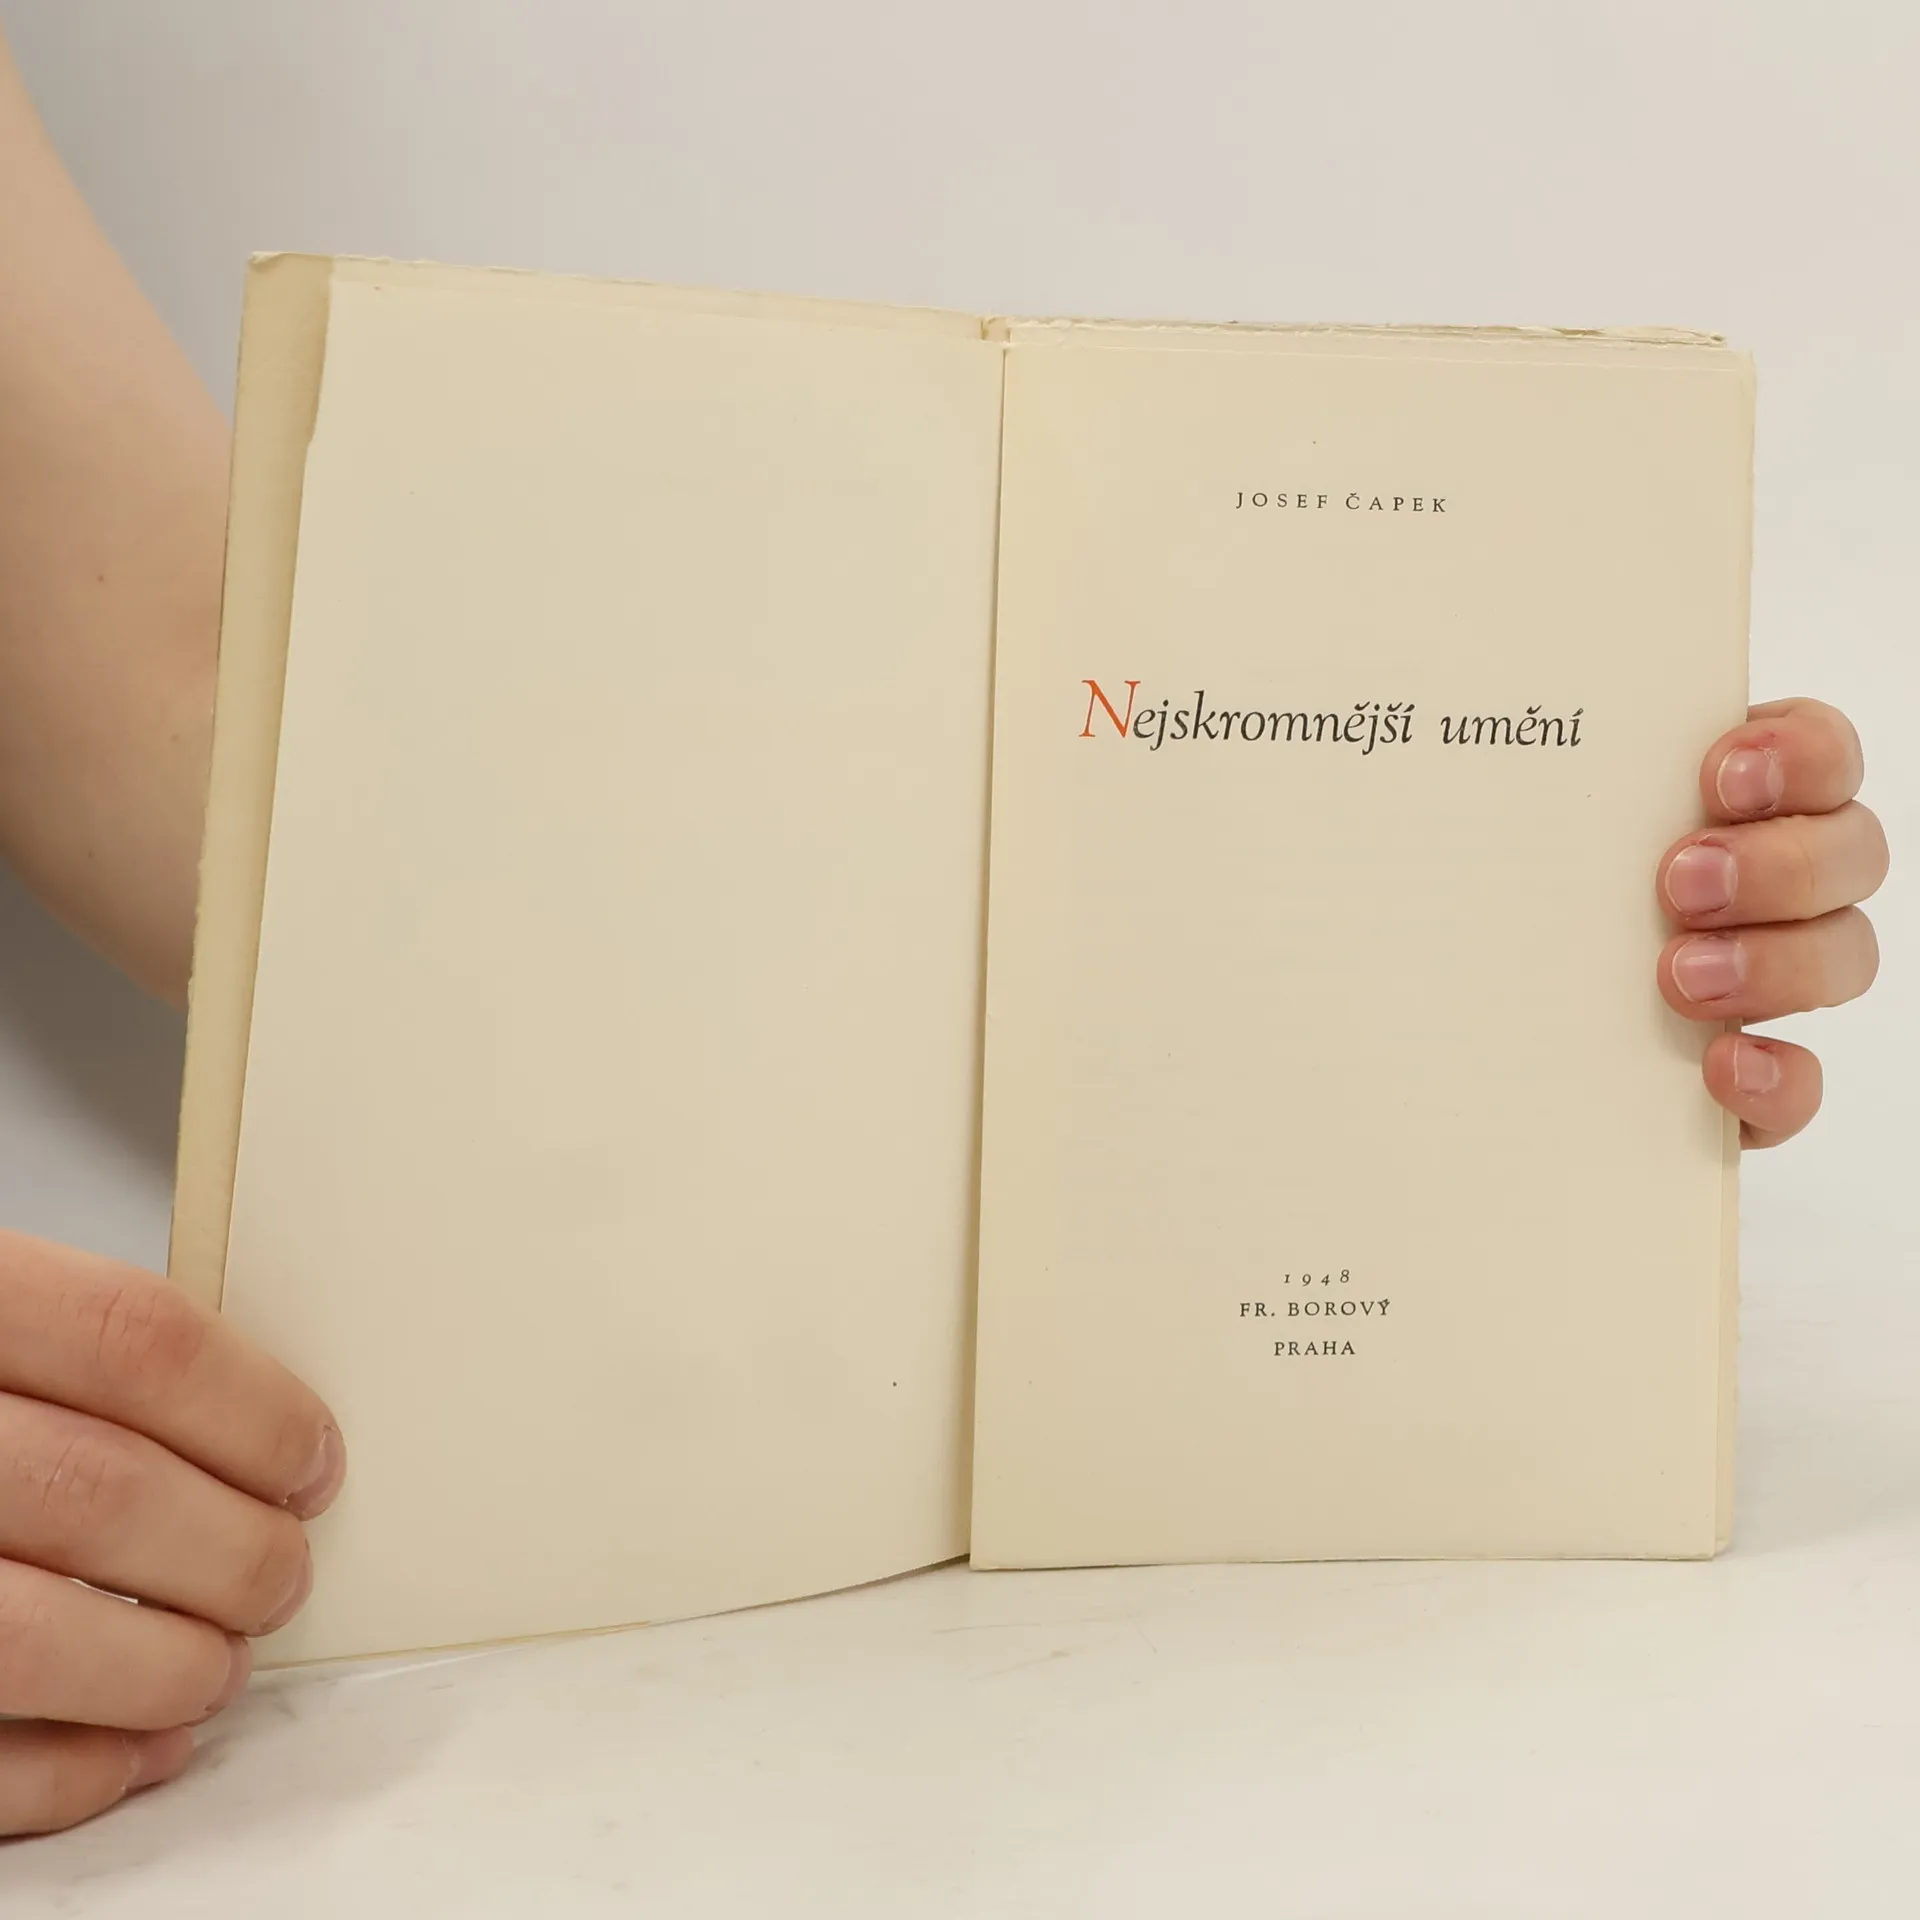 JOSEF ČAPEK
Nejskromnější umění
1948
FR. BOROVÝ
PRAHA